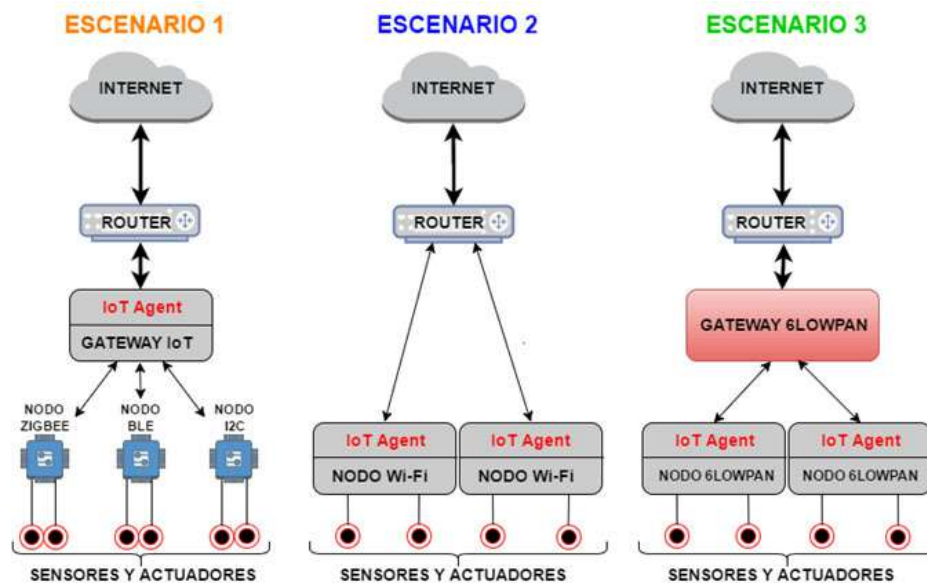 ESCENARIO 1
INTERNET
ROUTER
IoT Agent
GATEWAY IoT
NODO
ZIGBEE
NODO
BLE
NODO
I2C
SENSORES Y ACTUADORES
ESCENARIO 2
INTERNET
ROUTER
IoT Agent
NODO Wi-Fi
IoT Agent
NODO Wi-Fi
SENSORES Y ACTUADORES
ESCENARIO 3
INTERNET
ROUTER
GATEWAY 6LOWPAN
IoT Agent
NODO 6LOWPAN
IoT Agent
NODO 6LOWPAN
SENSORES Y ACTUADORES